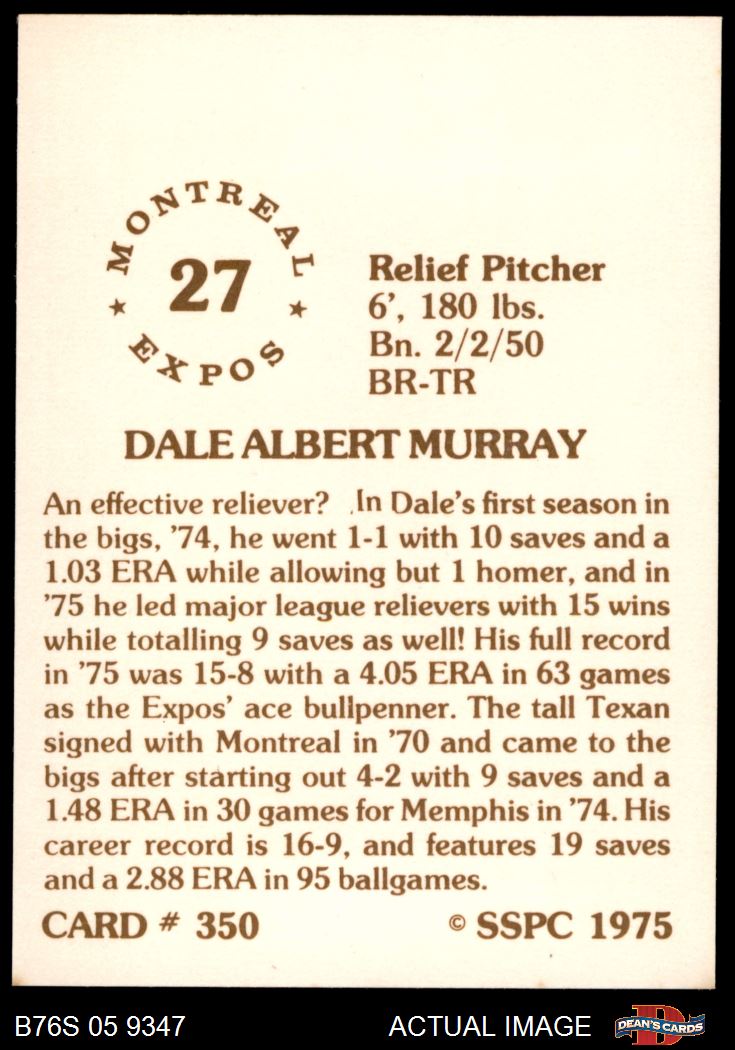 MONTREAL
27
EXPOS
Relief Pitcher
6', 180 lbs.
Bn. 2/2/50
BR-TR
DALE ALBERT MURRAY
An effective reliever? .In Dale's first season in
the bigs, '74, he went 1-1 with 10 saves and a
1.03 ERA while allowing but 1 homer, and in
'75 he led major league relievers with 15 wins
while totalling 9 saves as well! His full record
in '75 was 15-8 with a 4.05 ERA in 63 games
as the Expos' ace bullpenner. The tall Texan
signed with Montreal in '70 and came to the
bigs after starting out 4-2 with 9 saves and a
1.48 ERA in 30 games for Memphis in '74. His
career record is 16-9, and features 19 saves
and a 2.88 ERA in 95 ballgames.
CARD # 350 © SSPC 1975
B76S 05 9347 ACTUAL IMAGE DEAN'S CARDS